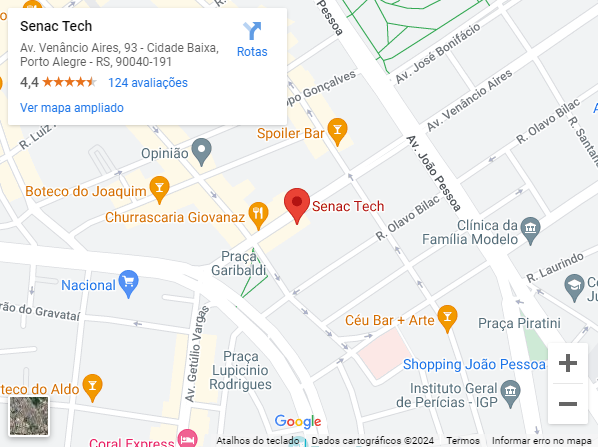 Senac Tech
Av. Venâncio Aires, 93 - Cidade Baixa,
Porto Alegre - RS, 90040-191
4,4
124 avaliações
Ver mapa ampliado
Rotas
Av. José Bonifácio
Av. Venâncio Aires
R. Olavo Bilac
R. Santana
po Gonçalves
R. Luiz
Spoiler Bar
Av. João Pessoa
Opinião
Boteco do Joaquim
Churrascaria Giovanaz
Senac Tech
R. Olavo Bilac
Clínica da
Família Modelo
Praça
Garibaldi
R. Laurindo
Nacional
rão do Gravataí
Av. Getúlio Vargas
Céu Bar + Arte
Praça Piratini
Praça
Lupicinio
Rodrigues
Shopping João Pessoa
Instituto Geral
de Perícias - IGP
oteco do Aldo
Coral Express
Google
Atalhos do teclado
Dados cartográficos ©2024
Termos
Informar erro no mapa